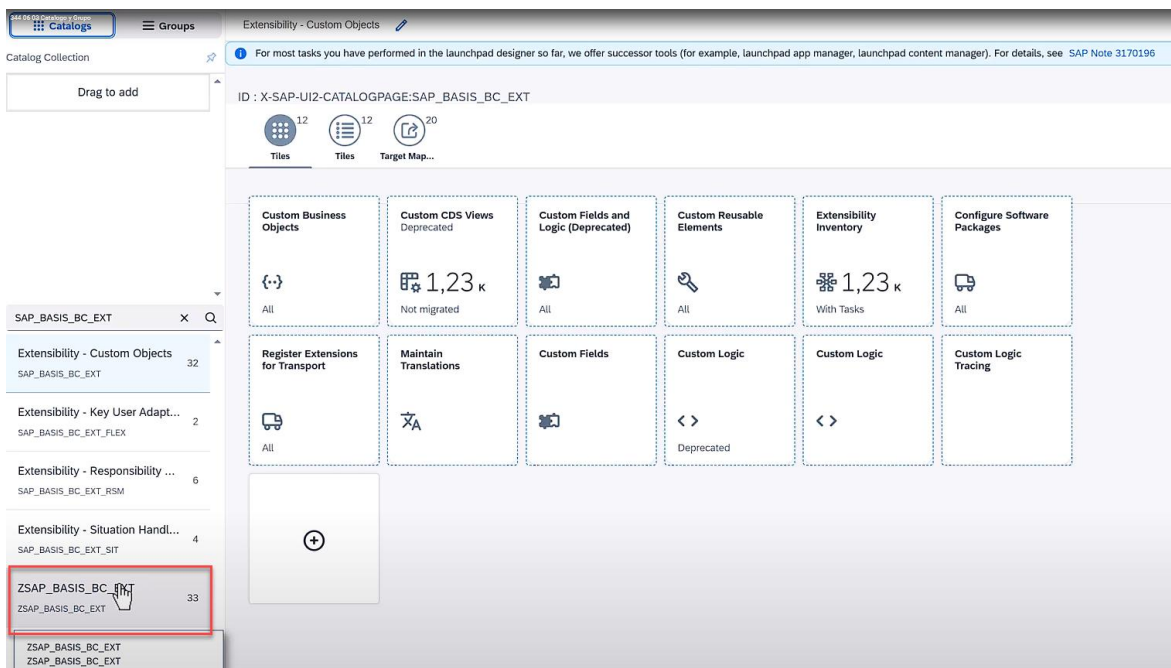 344 06 03 Catalogo y Grupo
Catalogs
Groups
Extensibility - Custom Objects
Catalog Collection
For most tasks you have performed in the launchpad designer so far, we offer successor tools (for example, launchpad app manager, launchpad content manager). For details, see SAP Note 3170196
Drag to add
ID : X-SAP-UI2-CATALOGPAGE:SAP_BASIS_BC_EXT
12
12
20
Tiles
Tiles
Target Map...
Custom Business
Objects
All
Custom CDS Views
Deprecated
1,23 K
Not migrated
Custom Fields and
Logic (Deprecated)
All
Custom Reusable
Elements
All
Extensibility
Inventory
1,23 K
With Tasks
Configure Software
Packages
All
Register Extensions
for Transport
All
Maintain
Translations
Custom Fields
Custom Logic
Deprecated
Custom Logic
Custom Logic
Tracing
SAP_BASIS_BC_EXT
Extensibility - Custom Objects
32
SAP_BASIS_BC_EXT
Extensibility - Key User Adapt...
2
SAP_BASIS_BC_EXT_FLEX
Extensibility - Responsibility ...
6
SAP_BASIS_BC_EXT_RSM
Extensibility - Situation Handl...
4
SAP_BASIS_BC_EXT_SIT
ZSAP_BASIS_BC_EXT
33
ZSAP_BASIS_BC_EXT
ZSAP_BASIS_BC_EXT
ZSAP_BASIS_BC_EXT